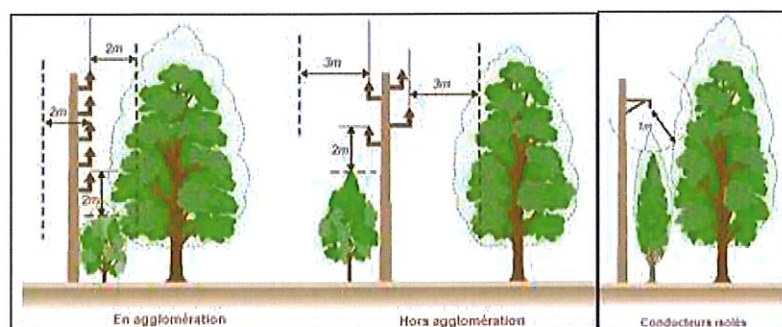 2m
2m
2m
En agglomération
3m
3m
2m
Hors agglomération
1m
Conducteurs isolés